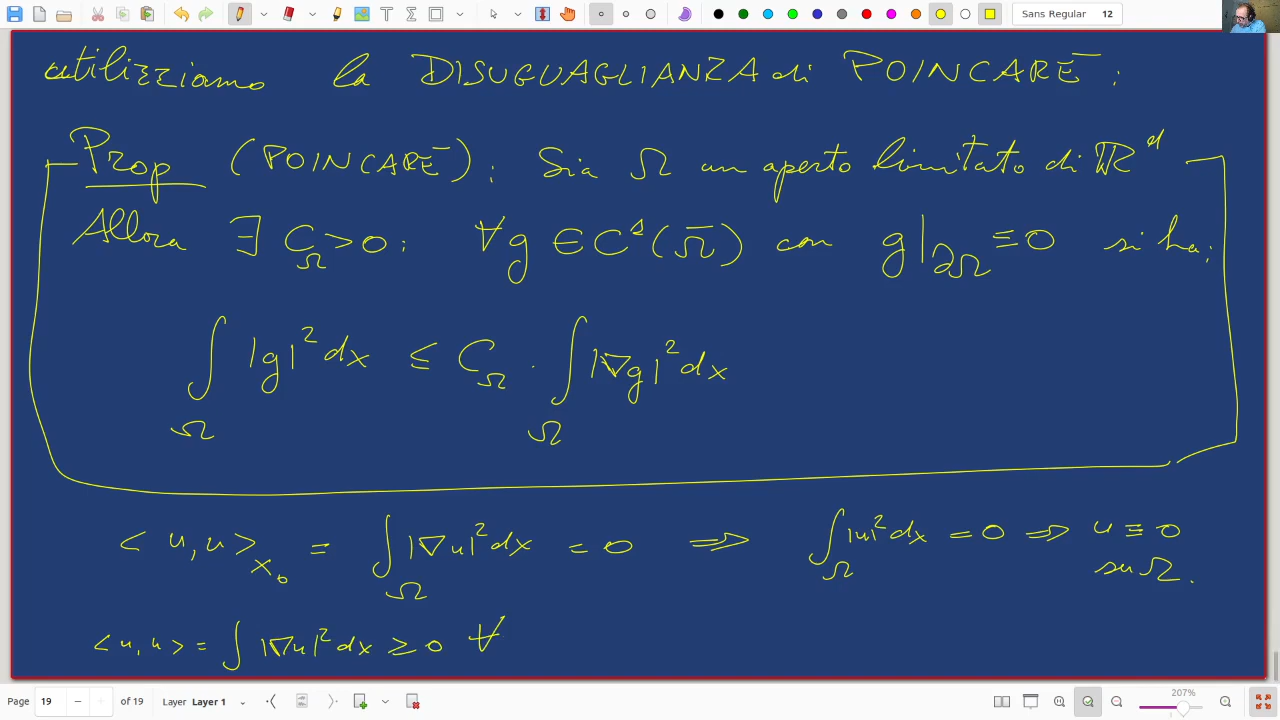 Sans Regular 12
utilizziamo la DISUGUAGLIANZA di POINCARÉ:
Prop (POINCARÉ): Sia Ω un aperto limitato di ℝ^d
Allora ∃ C_Ω > 0: ∀g ∈ C^1(Ω̄) con g|_∂Ω ≡ 0 si ha:
∫_Ω |g|^2 dx ≤ C_Ω · ∫_Ω |∇g|^2 dx
< u, u >_X_0 = ∫_Ω |∇u|^2 dx = 0 ⇒ ∫_Ω |u|^2 dx = 0 ⇒ u ≡ 0
su Ω.
< u, u > = ∫ |∇u|^2 dx ≥ 0 ∀
Page 19 of 19 Layer Layer 1 207%